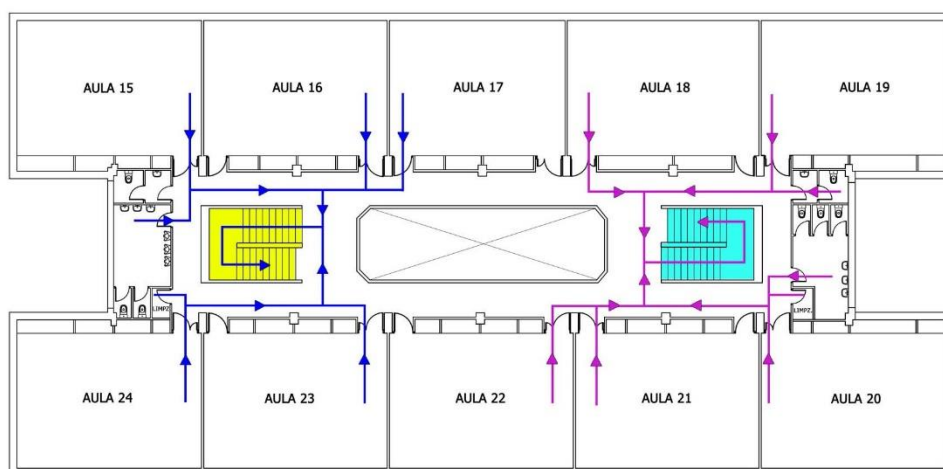 AULA 15
AULA 16
AULA 17
AULA 18
AULA 19
LIMPZ.
LIMPZ.
AULA 24
AULA 23
AULA 22
AULA 21
AULA 20